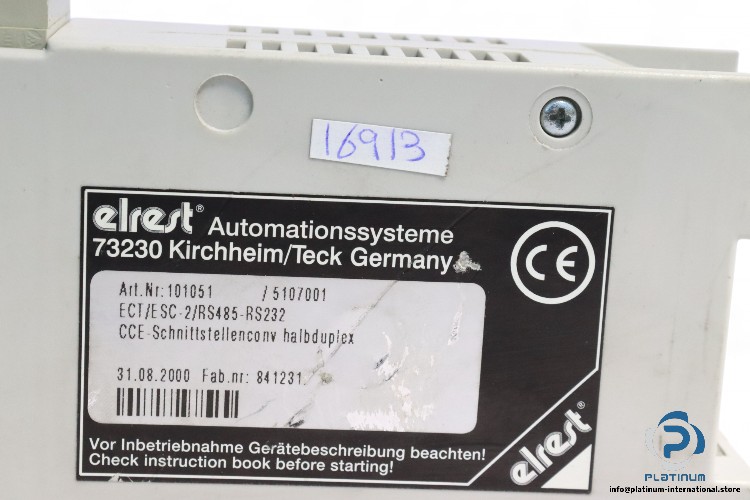 16913
elrest® Automationssysteme
73230 Kirchheim/Teck Germany
CE
Art.Nr:101051 /5107001
ECT/ESC-2/RS485-RS232
CCE-Schnittstellenconv halbduplex
31.08.2000 Fab.nr: 841231.
Vor Inbetriebnahme Gerätebeschreibung beachten!
Check instruction book before starting!
elrest®
PLATINUM
info@platinum-international.store